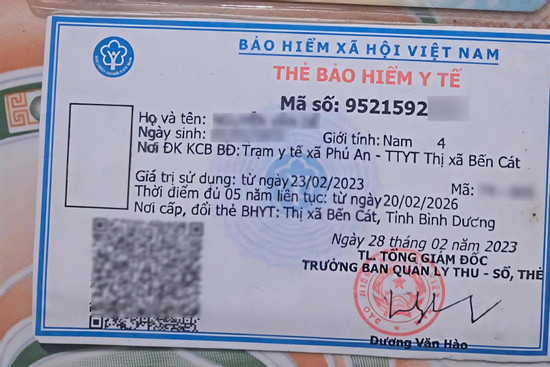 BẢO HIỂM XÃ HỘI VIỆT NAM
THẺ BẢO HIỂM Y TẾ
Mã số: 9521592
Họ và tên:
Ngày sinh:
Giới tính: Nam 4
Nơi ĐK KCB BĐ: Trạm y tế xã Phú An - TTYT Thị xã Bến Cát
Giá trị sử dụng: từ ngày 23/02/2023
Mã:
Thời điểm đủ 05 năm liên tục: từ ngày 20/02/2026
Nơi cấp, đổi thẻ BHYT: Thị xã Bến Cát, Tỉnh Bình Dương
Ngày 28 tháng 02 năm 2023
TL. TỔNG GIÁM ĐỐC
TRƯỞNG BAN QUẢN LÝ THU - SỔ, THẺ
Dương Văn Hào